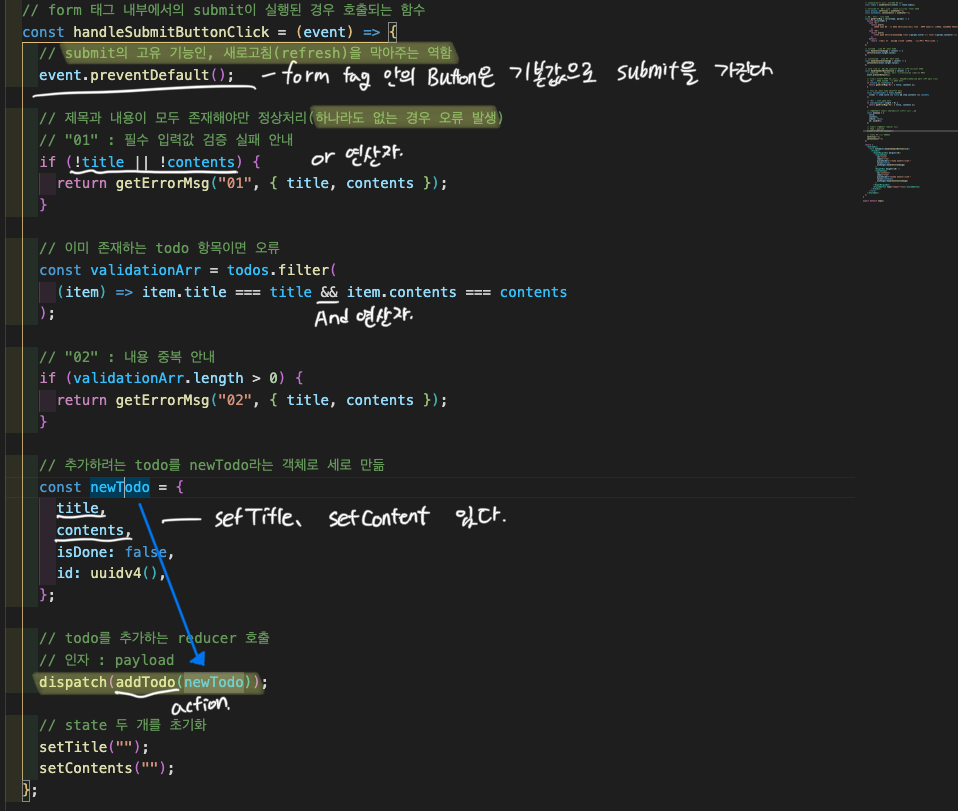 // form 태그 내부에서의 submit이 실행된 경우 호출되는 함수
const handleSubmitButtonClick = (event) => {
// submit의 고유 기능인, 새로고침(refresh)을 막아주는 역함
event.preventDefault(); - form tag 안의 Button은 기본값으로 submit을 가진다
// 제목과 내용이 모두 존재해야만 정상처리(하나라도 없는 경우 오류 발생)
// "01" : 필수 입력값 검증 실패 안내
if (!title || !contents) { or 연산자.
return getErrorMsg("01", { title, contents });
}
// 이미 존재하는 todo 항목이면 오류
const validationArr = todos.filter(
(item) => item.title === title && item.contents === contents
); And 연산자.
// "02" : 내용 중복 안내
if (validationArr.length > 0) {
return getErrorMsg("02", { title, contents });
}
// 추가하려는 todo를 newTodo라는 객체로 세로 만듦
const newTodo = {
title, — setTitle、 setContent 있다.
contents,
isDone: false,
id: uuidv4(),
};
// todo를 추가하는 reducer 호출
// 인자 : payload
dispatch(addTodo(newTodo));
action.
// state 두 개를 초기화
setTitle("");
setContents("");
};